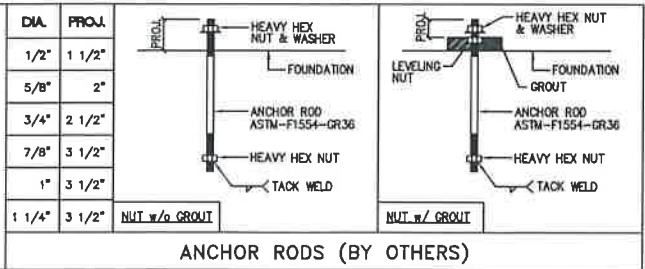 DIA. PROJ.
1/2" 1 1/2"
5/8" 2"
3/4" 2 1/2"
7/8" 3 1/2"
1" 3 1/2"
1 1/4" 3 1/2"
PROJ.
HEAVY HEX
NUT & WASHER
FOUNDATION
ANCHOR ROD
ASTM-F1554-GR36
HEAVY HEX NUT
TACK WELD
NUT w/o GROUT
PROJ.
HEAVY HEX NUT
& WASHER
LEVELING
NUT
FOUNDATION
GROUT
ANCHOR ROD
ASTM-F1554-GR36
HEAVY HEX NUT
TACK WELD
NUT w/ GROUT
ANCHOR RODS (BY OTHERS)